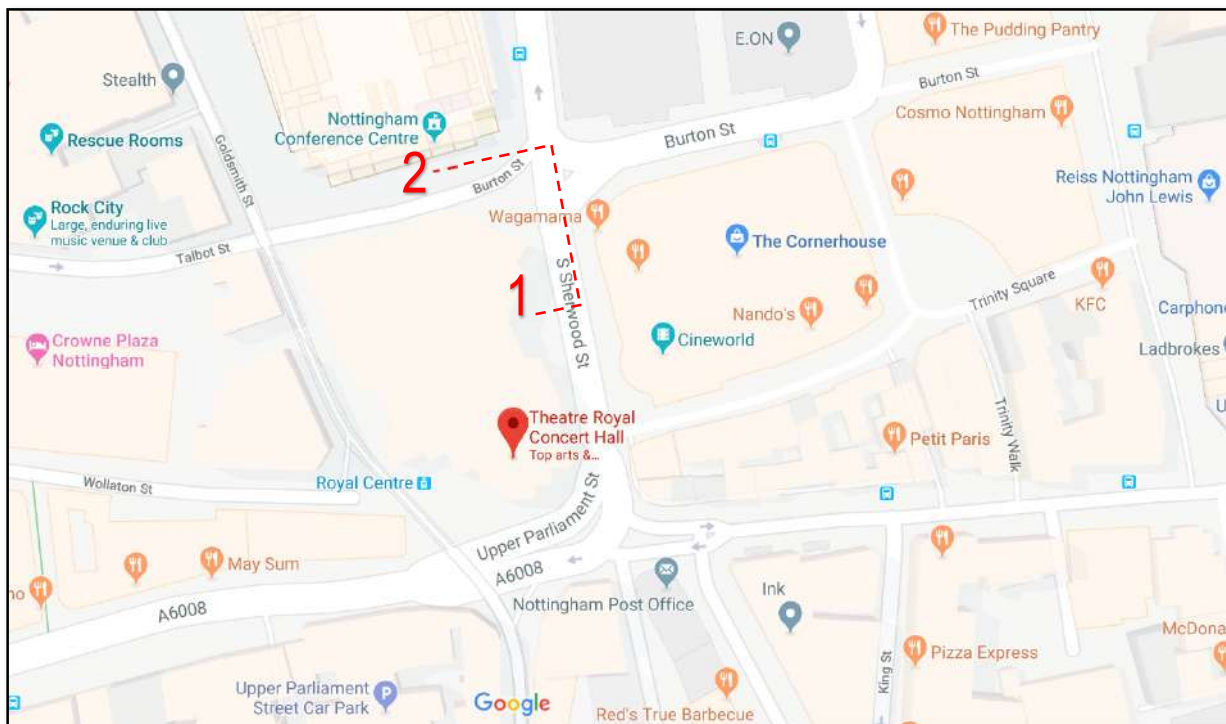 The Pudding Pantry
E.ON
Stealth
Burton St
Cosmo Nottingham
Nottingham
Conference Centre
Rescue Rooms
Goldsmith St
Burton St
2
Burton St
Reiss Nottingham
John Lewis
Rock City
Large, enduring live
music venue & club
Wagamama
The Cornerhouse
Talbot St
1
S Sherwood St
Trinity Square
KFC
Nando's
Carphone
Crowne Plaza
Nottingham
Cineworld
Ladbrokes
U
Theatre Royal
Concert Hall
Top arts &...
Trinity Walk
Petit Paris
Wollaton St
Royal Centre
Upper Parliament St
May Sum
A6008
Nottingham Post Office
Ink
no
A6008
McDona
Pizza Express
King St
Upper Parliament
Street Car Park
P
Google
Red's True Barbecue